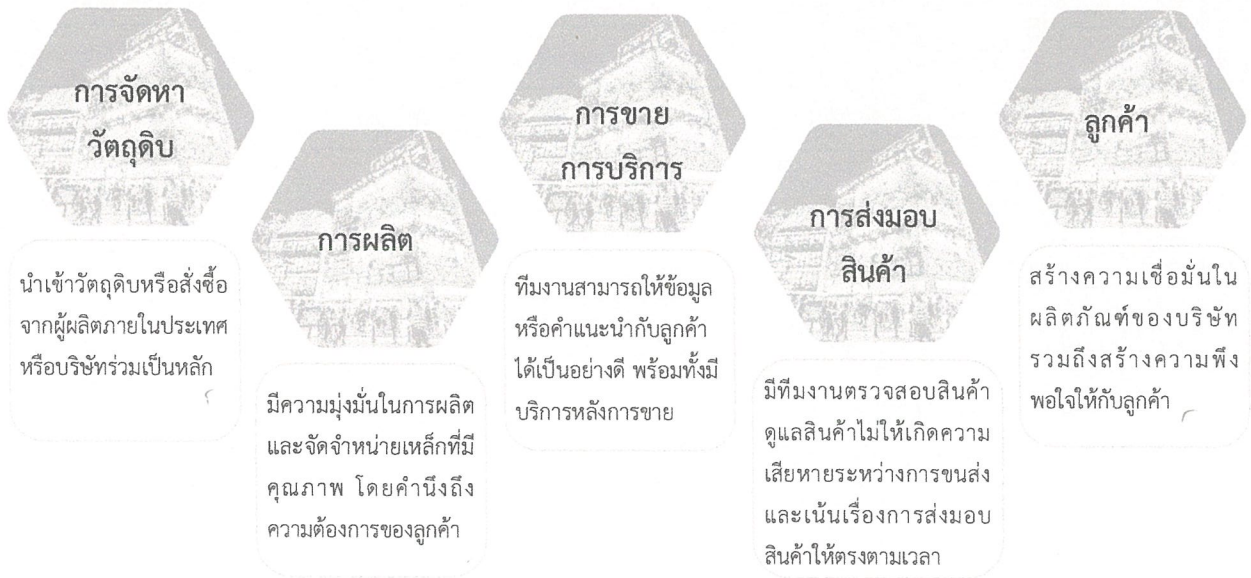 การจัดหา
วัตถุดิบ
นำเข้าวัตถุดิบหรือสั่งซื้อ
จากผู้ผลิตภายในประเทศ
หรือบริษัทร่วมเป็นหลัก
การผลิต
มีความมุ่งมั่นในการผลิต
และจัดจำหน่ายเหล็กที่มี
คุณภาพ โดยคำนึงถึง
ความต้องการของลูกค้า
การขาย
การบริการ
ทีมงานสามารถให้ข้อมูล
หรือคำแนะนำกับลูกค้า
ได้เป็นอย่างดี พร้อมทั้งมี
บริการหลังการขาย
การส่งมอบ
สินค้า
มีทีมงานตรวจสอบสินค้า
ดูแลสินค้าไม่ให้เกิดความ
เสียหายระหว่างการขนส่ง
และเน้นเรื่องการส่งมอบ
สินค้าให้ตรงตามเวลา
ลูกค้า
สร้างความเชื่อมั่นใน
ผลิตภัณฑ์ของบริษัท
รวมถึงสร้างความพึง
พอใจให้กับลูกค้า